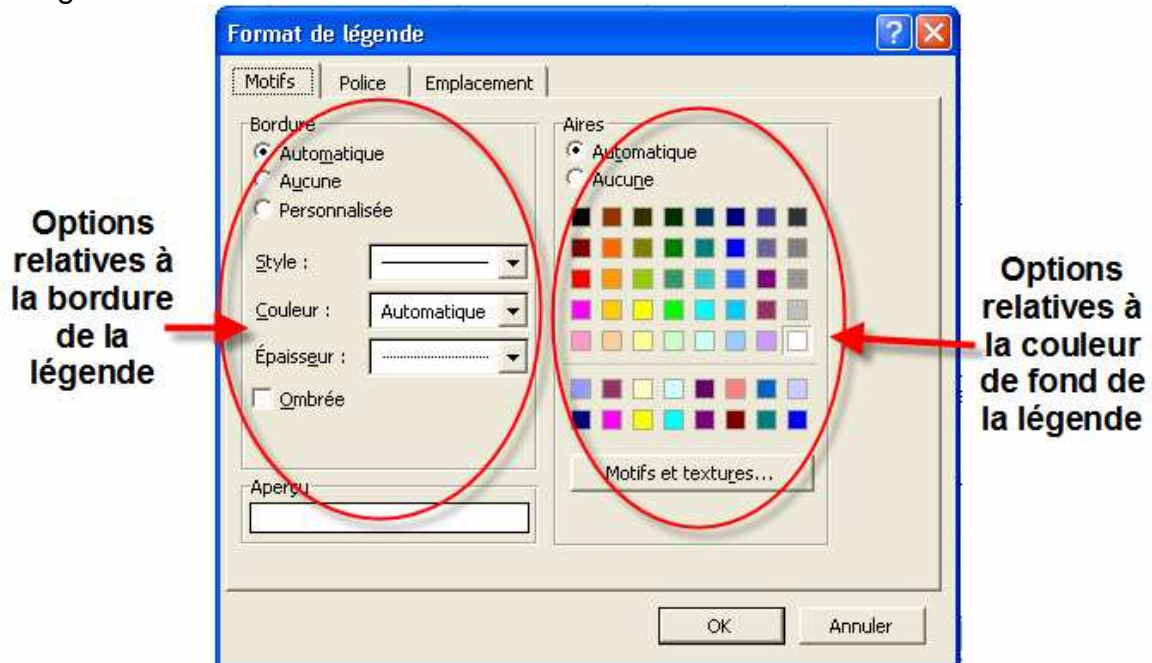 Format de légende
Motifs
Police
Emplacement
Bordure
Automatique
Aucune
Personnalisée
Style :
Couleur :
Automatique
Épaisseur :
Ombrée
Aperçu
Aires
Automatique
Aucune
Motifs et textures...
OK
Annuler
Options
relatives à
la bordure
de la
légende
Options
relatives à
la couleur
de fond de
la légende